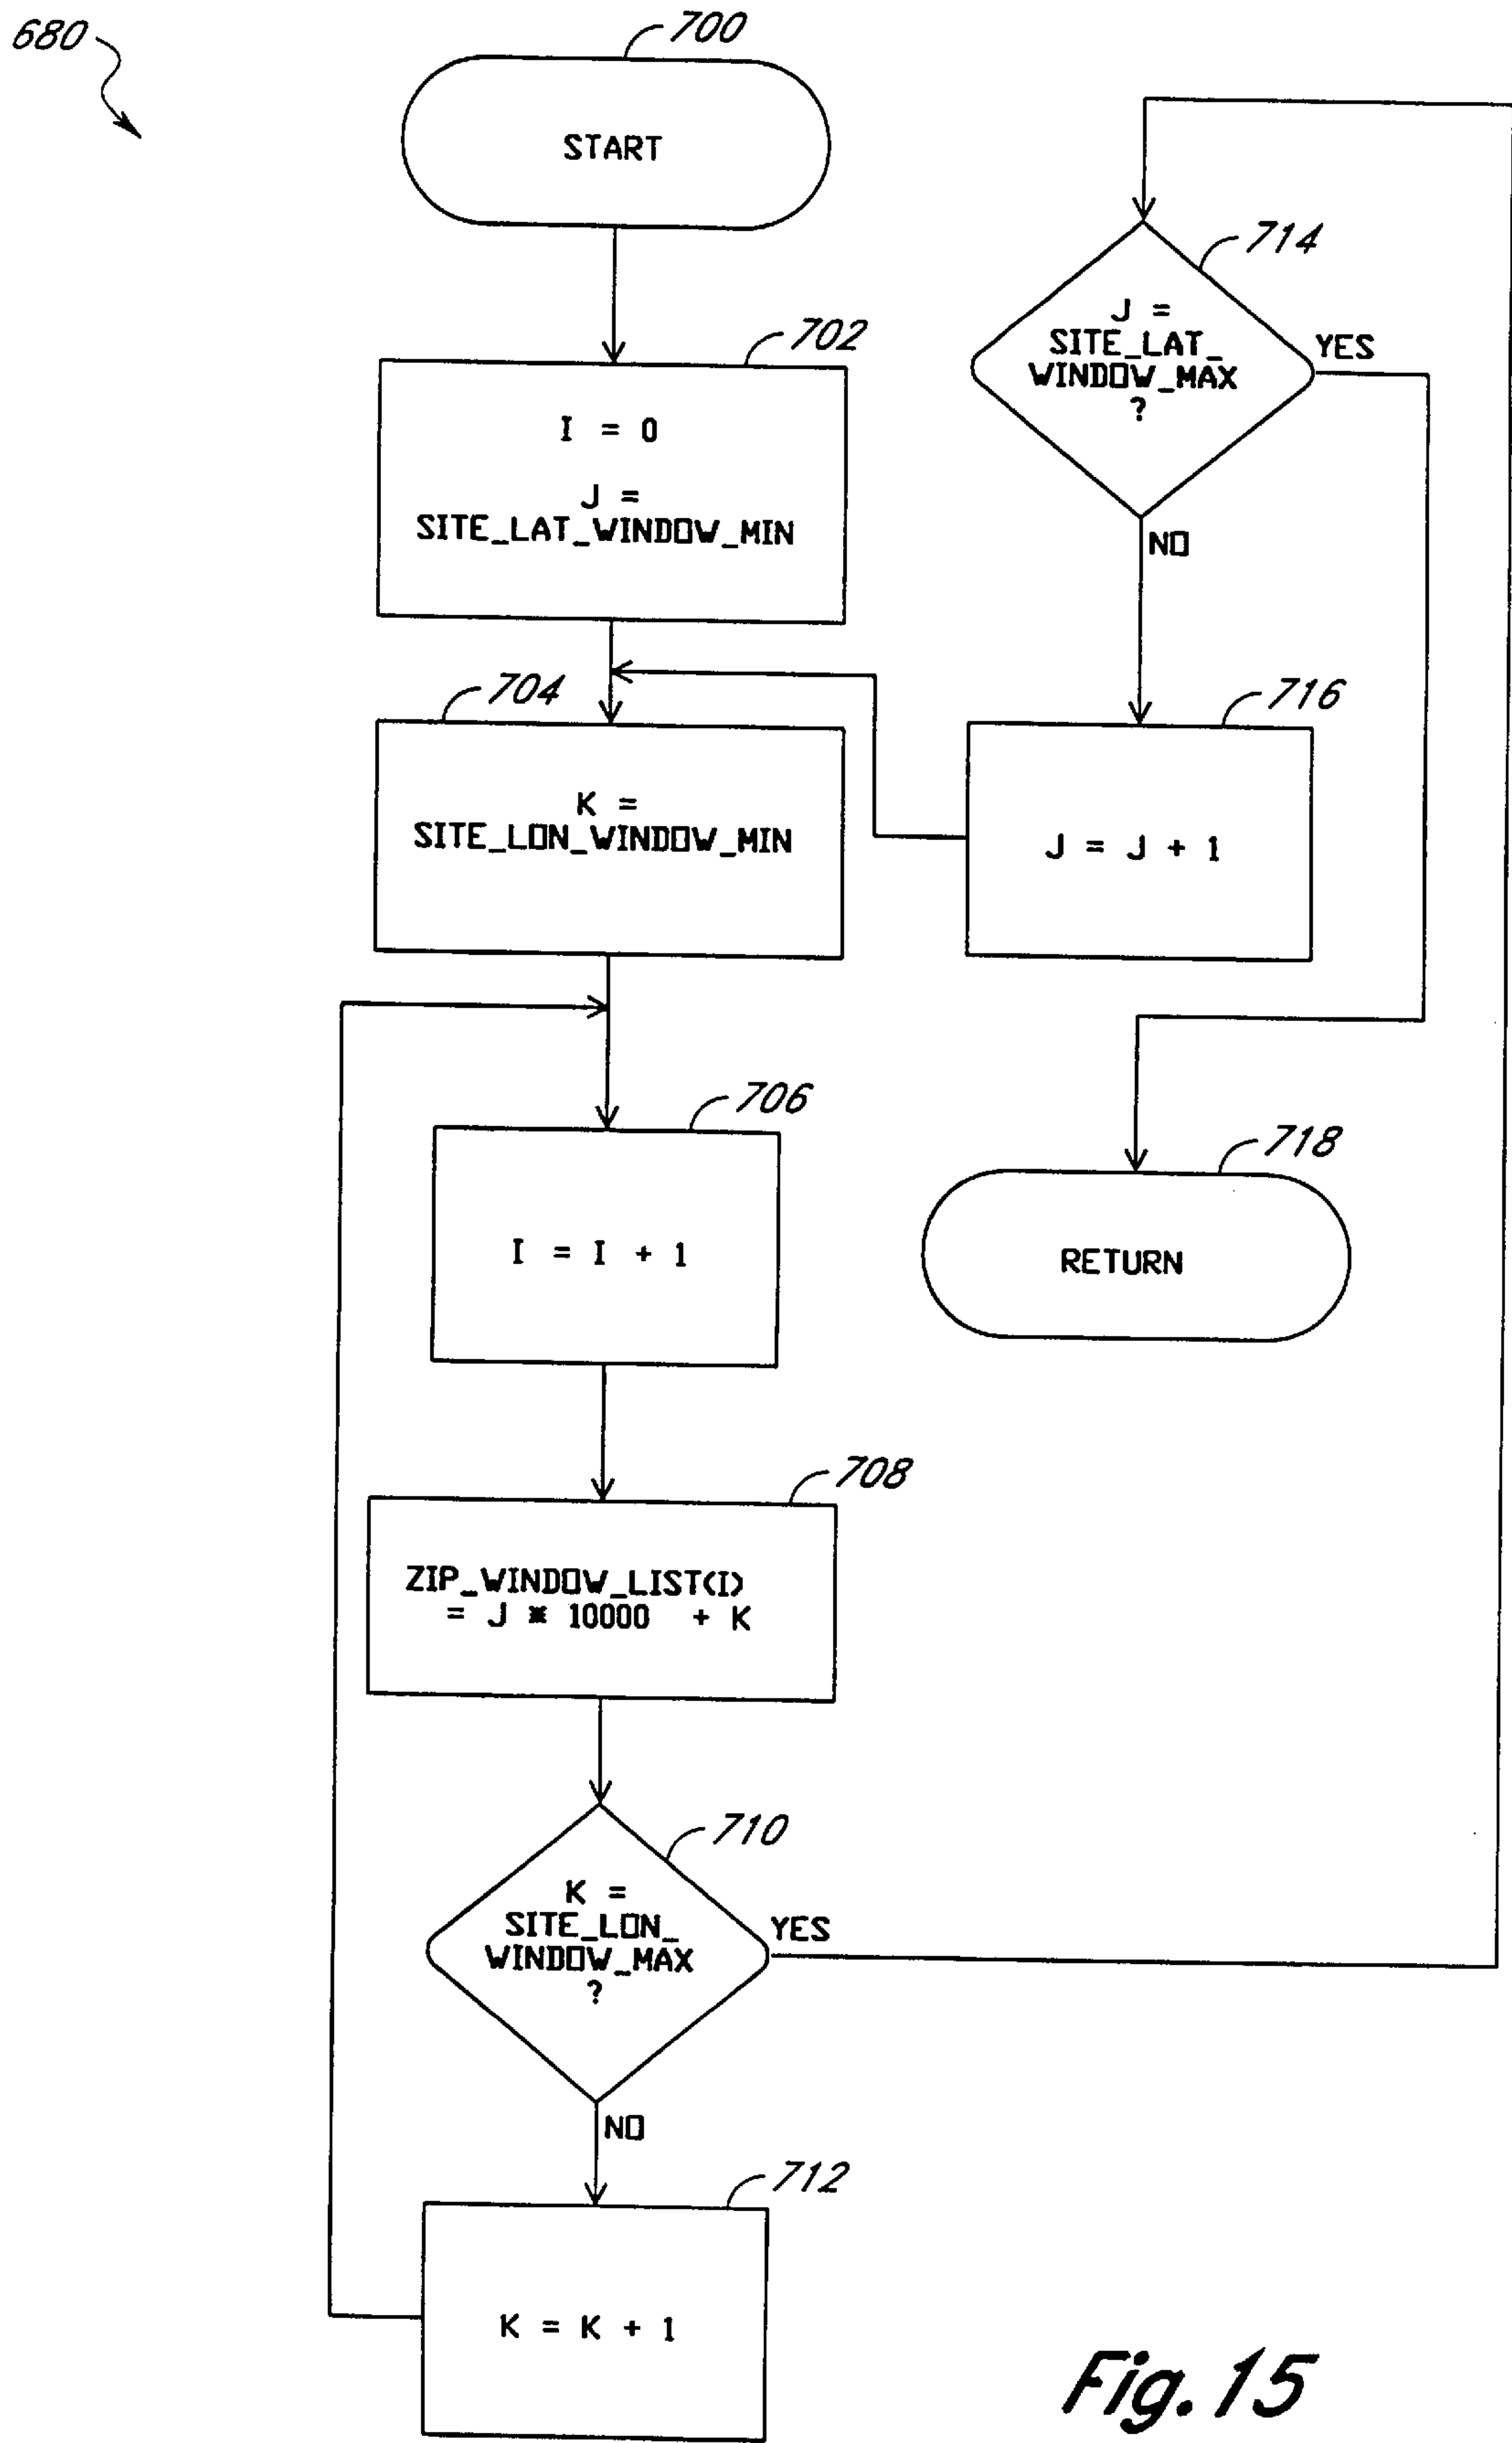 680
700
START
702
I = 0
J =
SITE_LAT_WINDOW_MIN
704
K =
SITE_LON_WINDOW_MIN
706
I = I + 1
708
ZIP_WINDOW_LIST(I)
= J * 10000 + K
710
K =
SITE_LON_
WINDOW_MAX
?
YES
NO
712
K = K + 1
714
J =
SITE_LAT_
WINDOW_MAX
?
YES
NO
716
J = J + 1
718
RETURN
Fig. 15